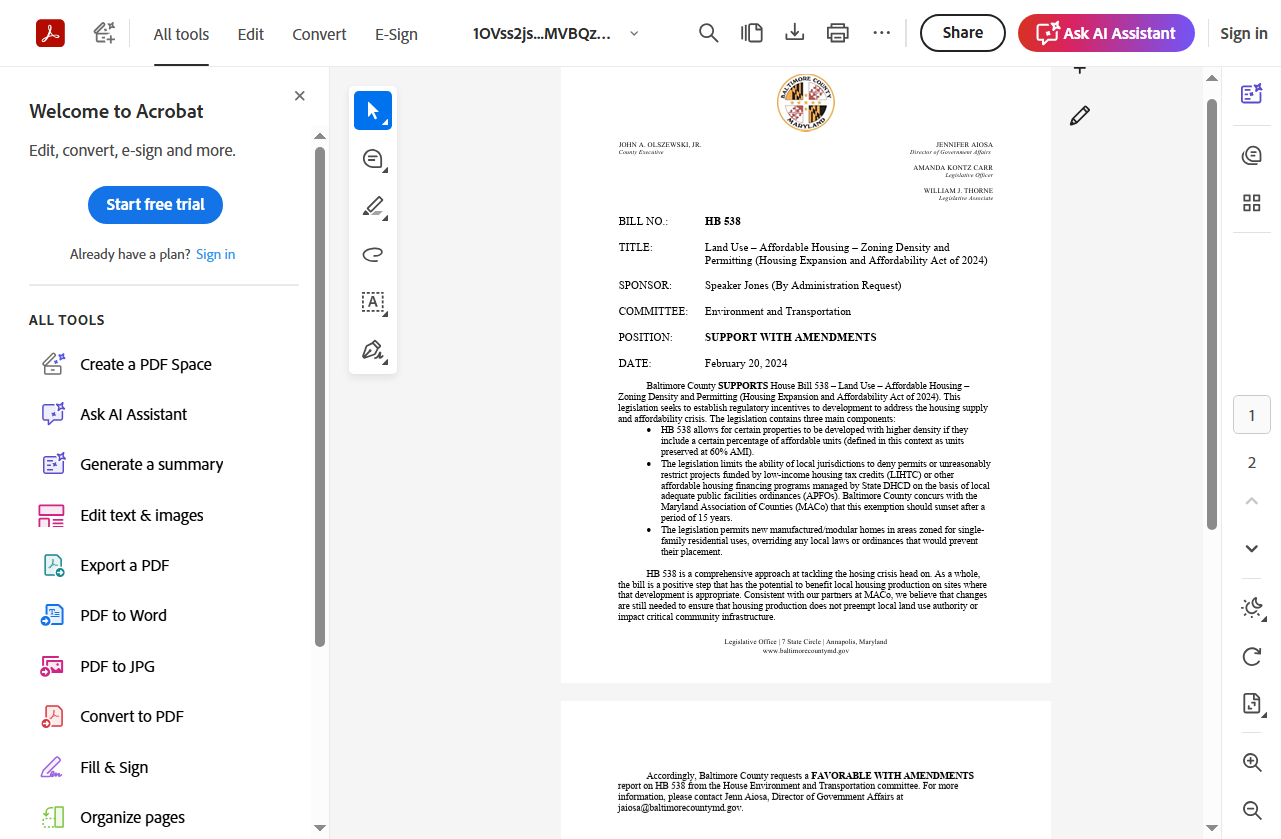 All tools
Edit
Convert
E-Sign
1OVss2js...MVBQz...
Share
Ask AI Assistant
Sign in
Welcome to Acrobat
Edit, convert, e-sign and more.
Start free trial
Already have a plan? Sign in
ALL TOOLS
Create a PDF Space
Ask AI Assistant
Generate a summary
Edit text & images
Export a PDF
PDF to Word
PDF to JPG
Convert to PDF
Fill & Sign
Organize pages
A
BALTIMORE COUNTY
MARYLAND
JOHN A. OLSZEWSKI, JR.
County Executive
JENNIFER AIOSA
Director of Government Affairs
AMANDA KONTZ CARR
Legislative Officer
WILLIAM J. THORNE
Legislative Associate
BILL NO.: HB 538
TITLE: Land Use – Affordable Housing – Zoning Density and
Permitting (Housing Expansion and Affordability Act of 2024)
SPONSOR: Speaker Jones (By Administration Request)
COMMITTEE: Environment and Transportation
POSITION: SUPPORT WITH AMENDMENTS
DATE: February 20, 2024
Baltimore County SUPPORTS House Bill 538 – Land Use – Affordable Housing –
Zoning Density and Permitting (Housing Expansion and Affordability Act of 2024). This
legislation seeks to establish regulatory incentives to development to address the housing supply
and affordability crisis. The legislation contains three main components:
• HB 538 allows for certain properties to be developed with higher density if they
include a certain percentage of affordable units (defined in this context as units
preserved at 60% AMI).
• The legislation limits the ability of local jurisdictions to deny permits or unreasonably
restrict projects funded by low-income housing tax credits (LIHTC) or other
affordable housing financing programs managed by State DHCD on the basis of local
adequate public facilities ordinances (APFOs). Baltimore County concurs with the
Maryland Association of Counties (MACo) that this exemption should sunset after a
period of 15 years.
• The legislation permits new manufactured/modular homes in areas zoned for single-
family residential uses, overriding any local laws or ordinances that would prevent
their placement.
HB 538 is a comprehensive approach at tackling the hosing crisis head on. As a whole,
the bill is a positive step that has the potential to benefit local housing production on sites where
that development is appropriate. Consistent with our partners at MACo, we believe that changes
are still needed to ensure that housing production does not preempt local land use authority or
impact critical community infrastructure.
Legislative Office | 7 State Circle | Annapolis, Maryland
www.baltimorecountymd.gov
Accordingly, Baltimore County requests a FAVORABLE WITH AMENDMENTS
report on HB 538 from the House Environment and Transportation committee. For more
information, please contact Jenn Aiosa, Director of Government Affairs at
jaiosa@baltimorecountymd.gov.
1
2